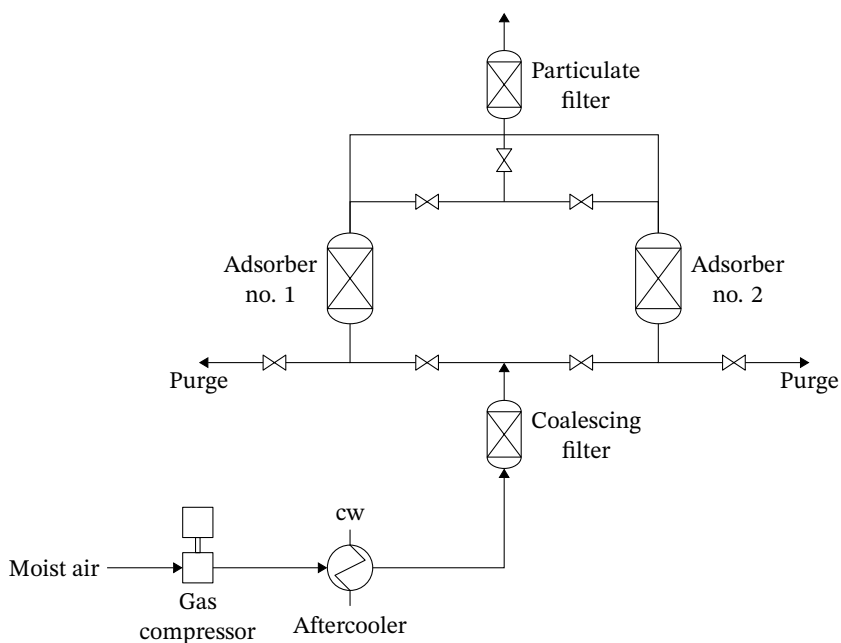 Particulate
filter
Adsorber
no. 1
Adsorber
no. 2
Purge
Purge
Coalescing
filter
cw
Moist air
Gas
compressor
Aftercooler